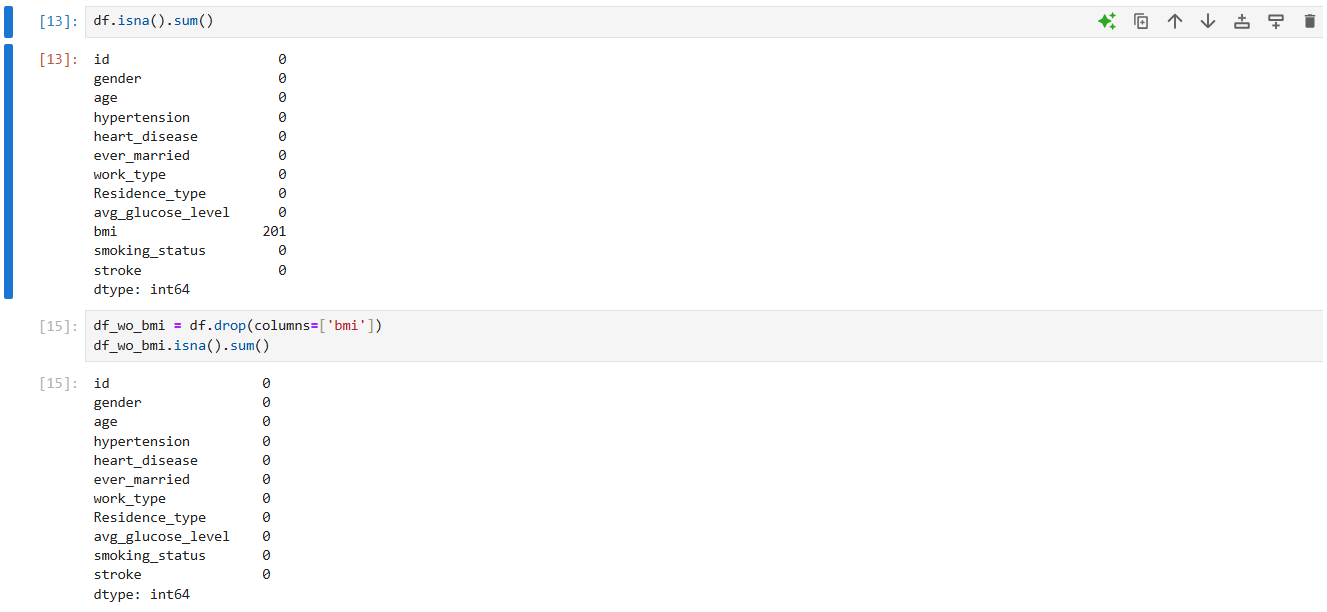 [13]: df.isna().sum()
[13]: id 0
gender 0
age 0
hypertension 0
heart_disease 0
ever_married 0
work_type 0
Residence_type 0
avg_glucose_level 0
bmi 201
smoking_status 0
stroke 0
dtype: int64
[15]: df_wo_bmi = df.drop(columns=['bmi'])
df_wo_bmi.isna().sum()
[15]: id 0
gender 0
age 0
hypertension 0
heart_disease 0
ever_married 0
work_type 0
Residence_type 0
avg_glucose_level 0
smoking_status 0
stroke 0
dtype: int64